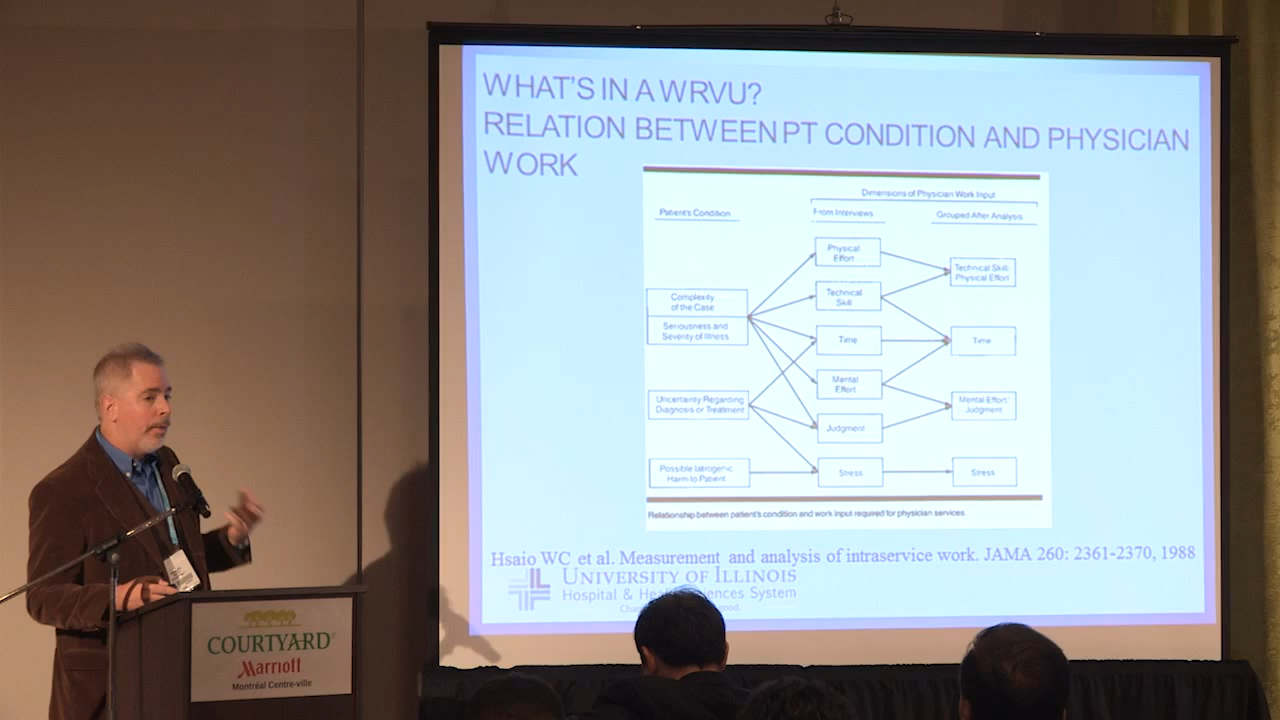 WHAT'S IN A WRVU?
RELATION BETWEEN PT CONDITION AND PHYSICIAN
WORK
Dimensions of Physician Work Input
Patient's Condition
From Interviews
Grouped After Analysis
Physical
Effort
Technical Skill
Physical Effort
Complexity
of the Case
Technical
Skill
Seriousness and
Severity of Illness
Time
Time
Mental
Effort
Uncertainty Regarding
Diagnosis or Treatment
Mental Effort
Judgment
Judgment
Possible Iatrogenic
Harm to Patient
Stress
Stress
Relationship between patient's condition and work input required for physician services.
Hsaio WC et al. Measurement and analysis of intraservice work. JAMA 260: 2361-2370, 1988
UNIVERSITY OF ILLINOIS
Hospital & Sciences System
good.
COURTYARD
Marriott
Montréal Centre-ville